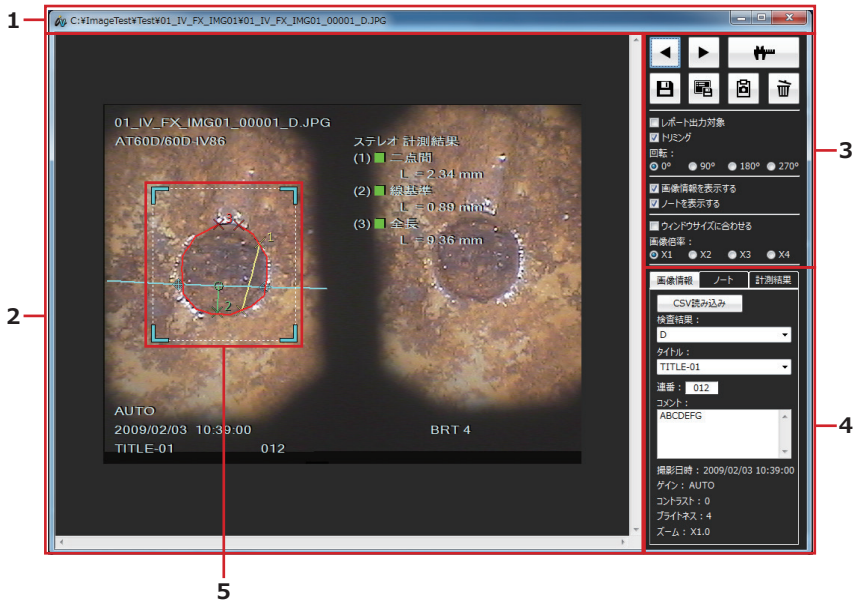 1
C:¥ImageTest¥Test¥01_IV_FX_IMG01¥01_IV_FX_IMG01_00001_D.JPG
2
01_IV_FX_IMG01_00001_D.JPG
AT60D/60D-IV86
ステレオ 計測結果
(1) 二点間
L = 2.34 mm
(2) 線基準
L = 0.89 mm
(3) 全長
L = 9.36 mm
3
1
2
AUTO
2009/02/03 10:39:00
BRT 4
TITLE-01 012
レポート出力対象
トリミング
回転：
0° 90° 180° 270°
画像情報を表示する
ノートを表示する
ウィンドウサイズに合わせる
画像倍率：
X1 X2 X3 X4
3
画像情報 ノート 計測結果
CSV読み込み
検査結果：
D
タイトル：
TITLE-01
連番： 012
コメント：
ABCDEFG
撮影日時：2009/02/03 10:39:00
ゲイン：AUTO
コントラスト：0
ブライトネス：4
ズーム：X1.0
4
5